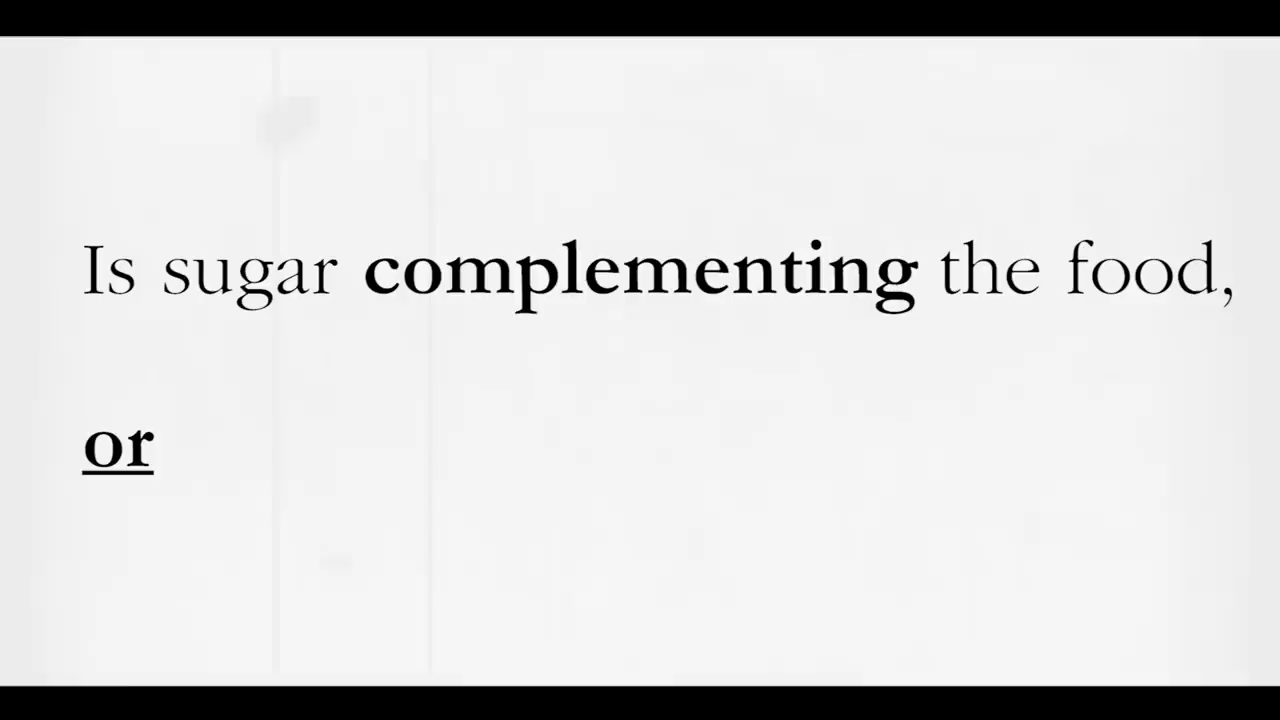 Is sugar complementing the food,
or